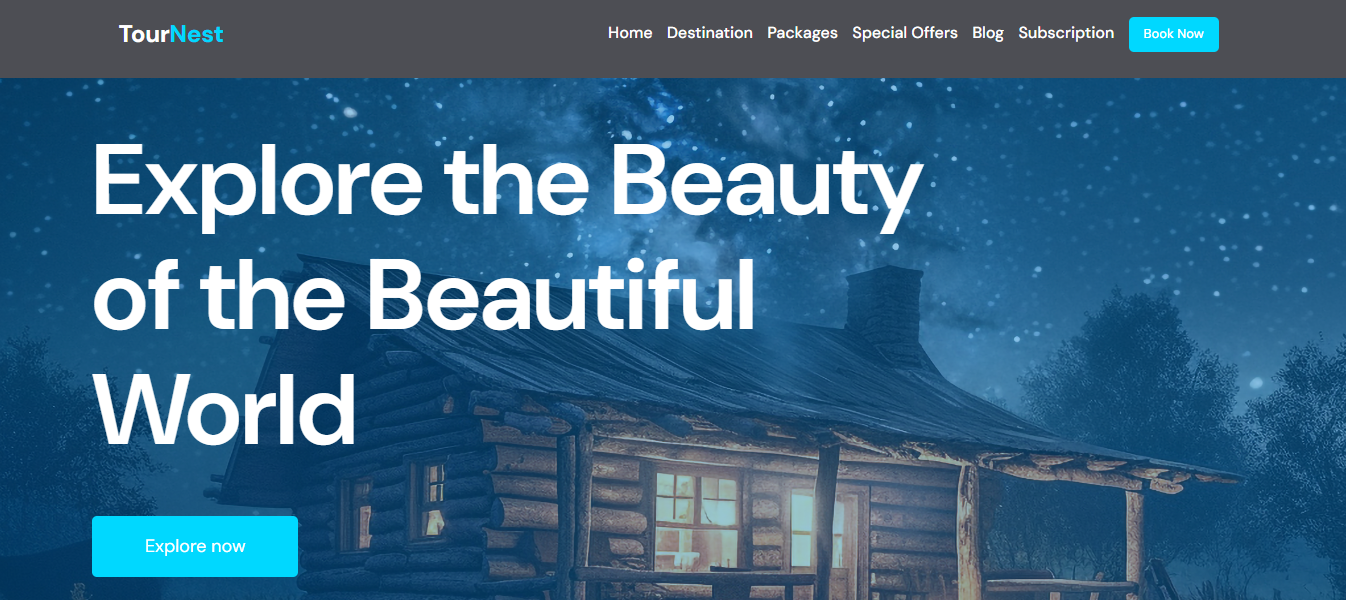 TourNest
Home Destination Packages Special Offers Blog Subscription Book Now
Explore the Beauty
of the Beautiful
World
Explore now